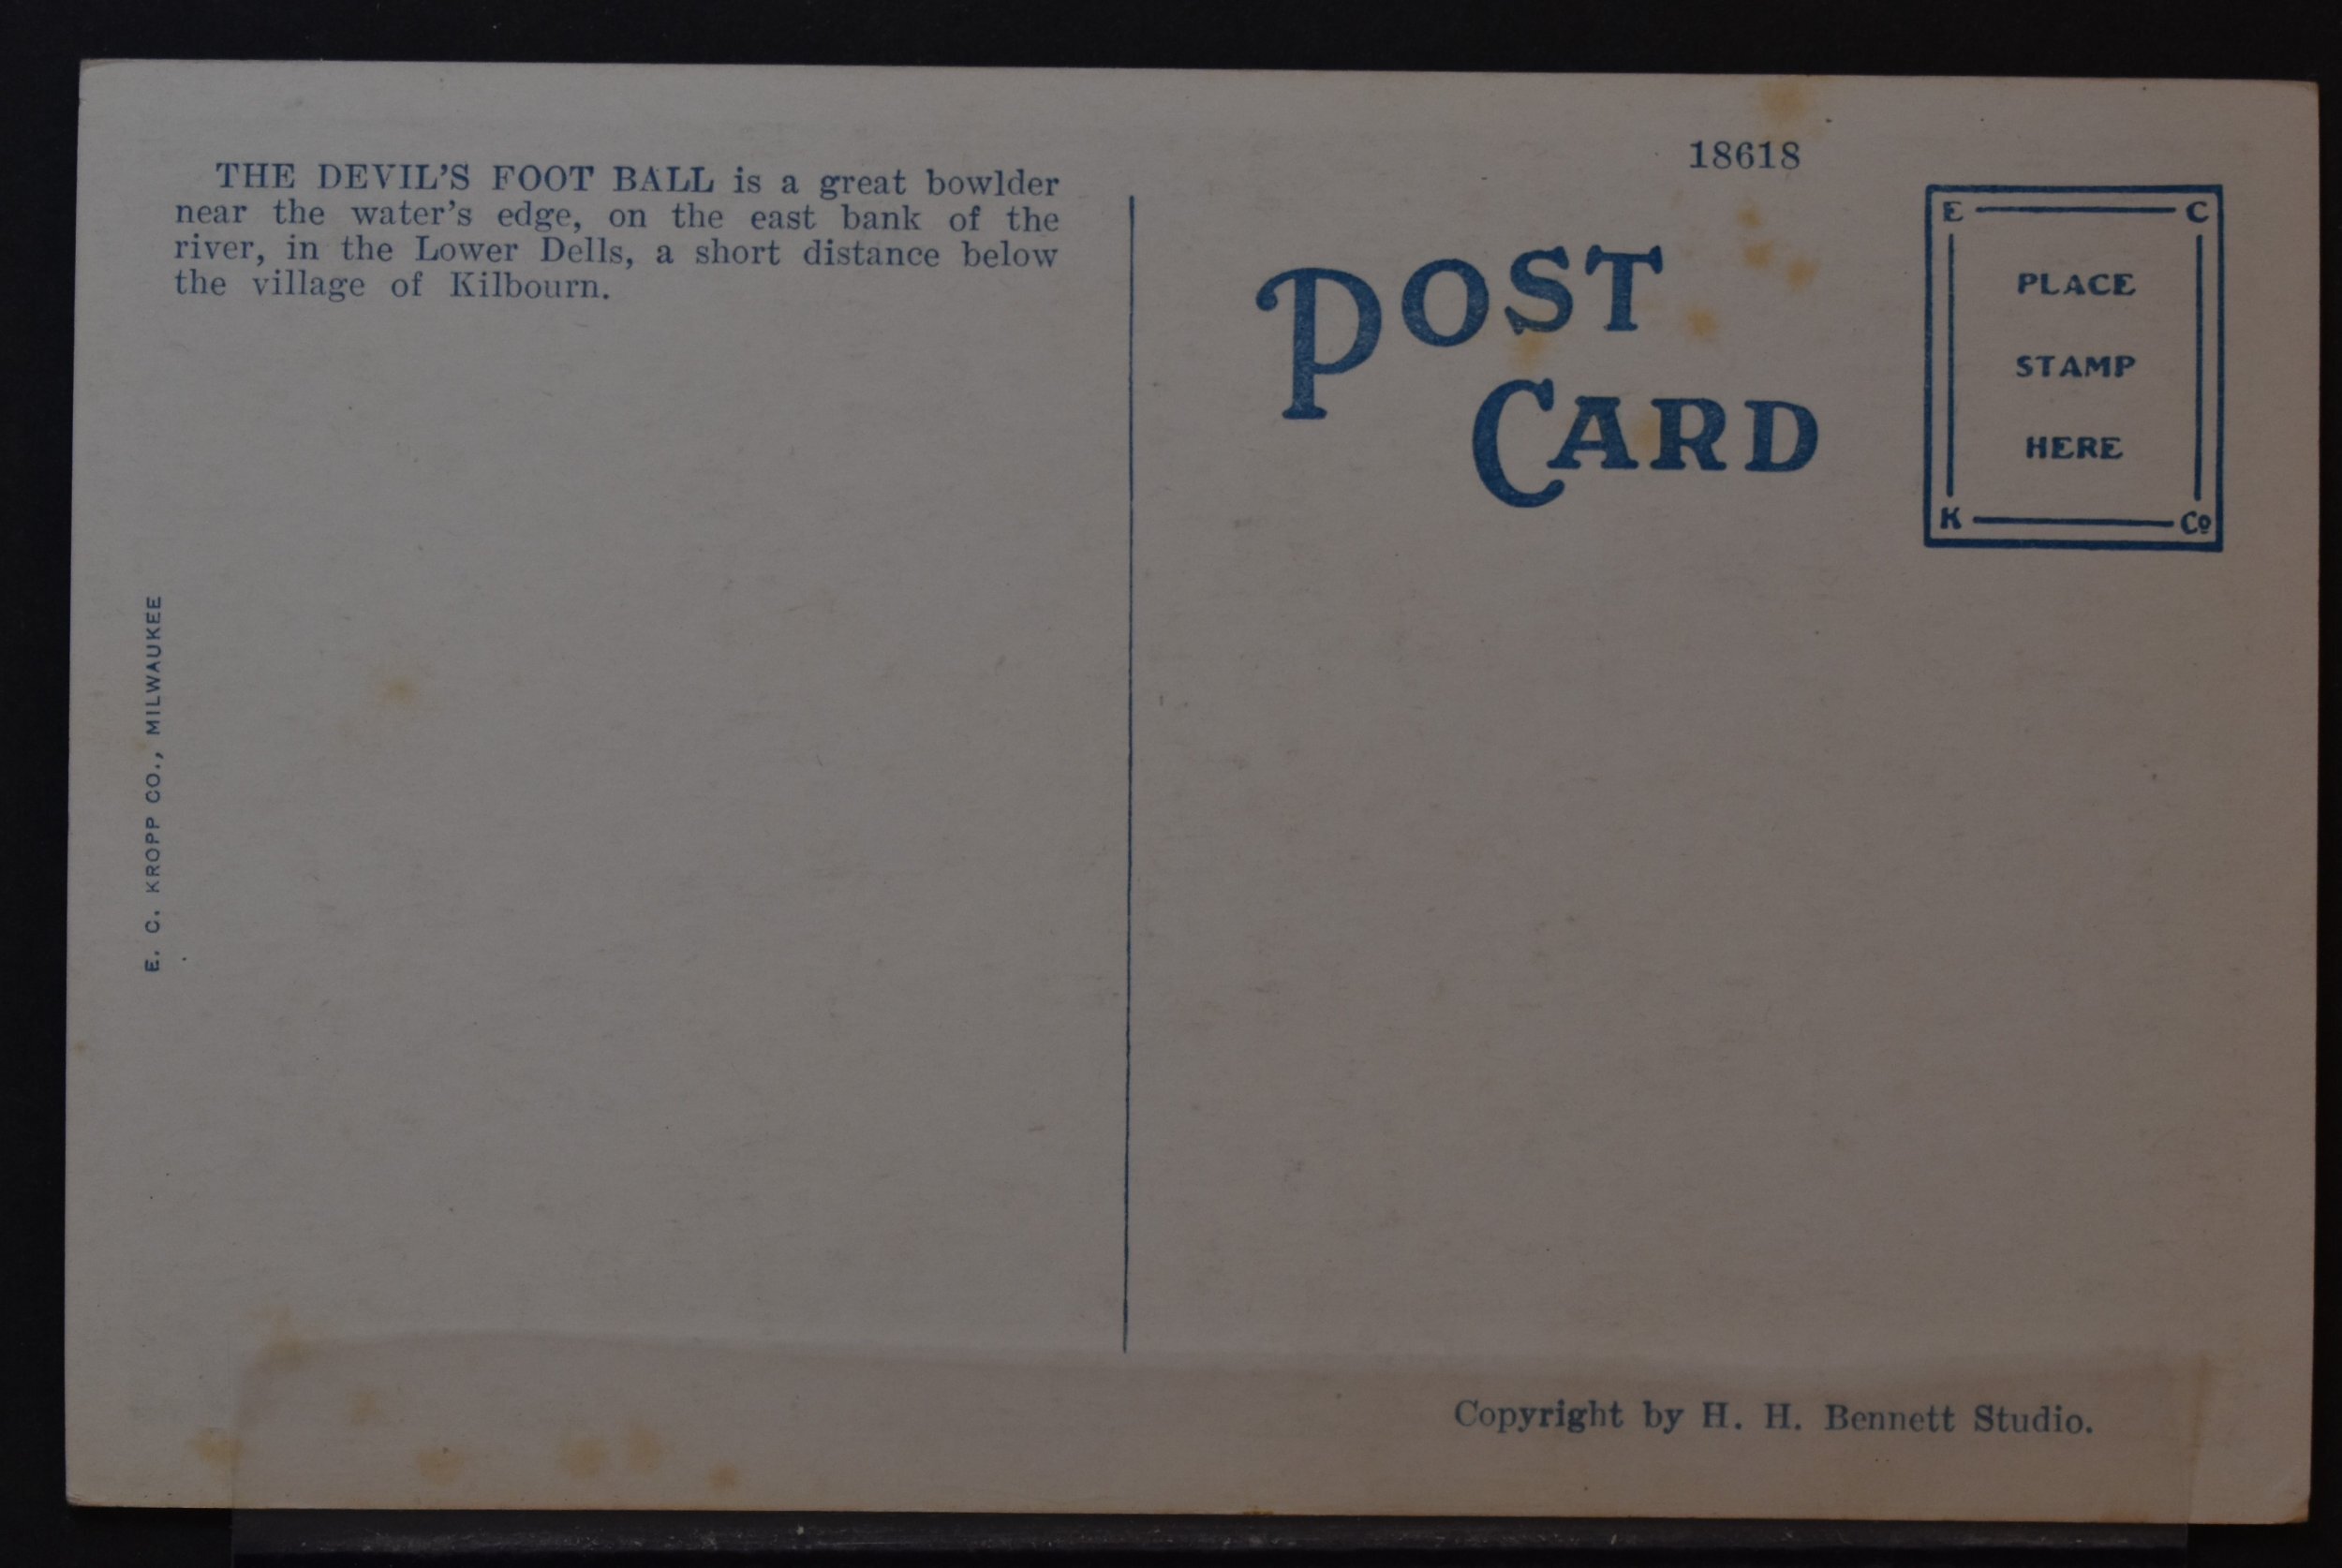 THE DEVIL'S FOOT BALL is a great bowlder
near the water's edge, on the east bank of the
river, in the Lower Dells, a short distance below
the village of Kilbourn.
E. C. KROPP CO., MILWAUKEE
18618
POST
CARD
E C
PLACE
STAMP
HERE
K Co
Copyright by H. H. Bennett Studio.